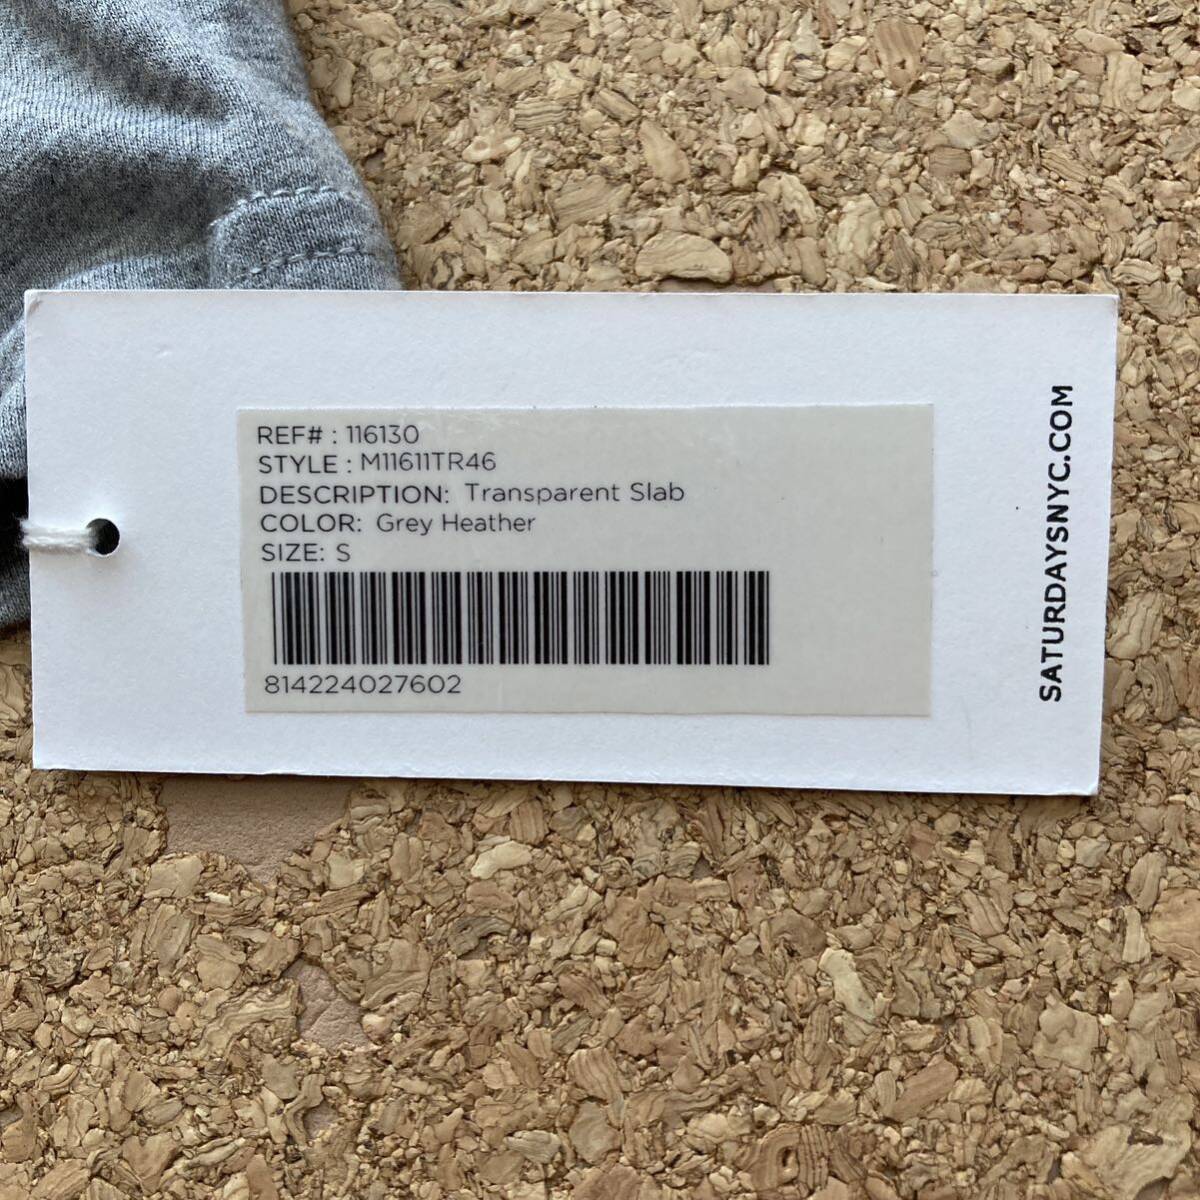 REF# : 116130
STYLE : M11611TR46
DESCRIPTION: Transparent Slab
COLOR: Grey Heather
SIZE: S
814224027602
SATURDAYSNYC.COM